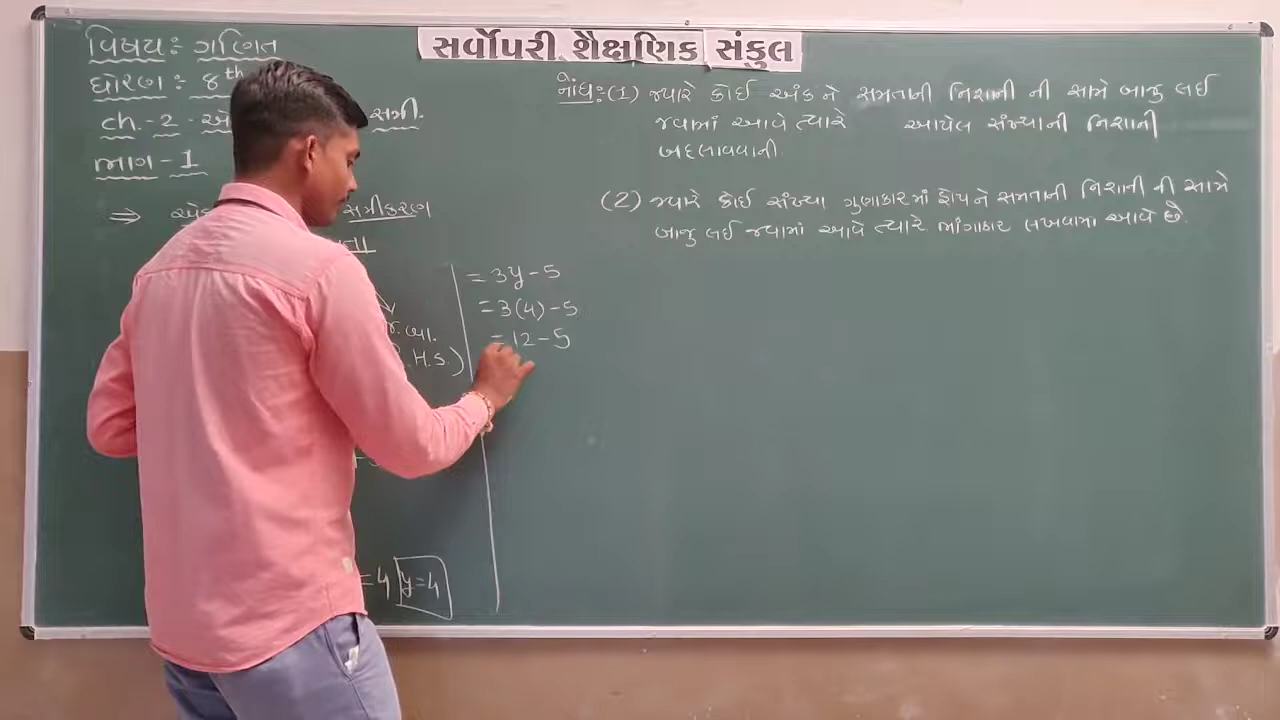 સર્વોપરી શૈક્ષણિક સંકુલ
વિષય: ગણિત
ધોરણ: 8th
ch.-2
સમી.
ભાગ-1
⇒
સમીકરણ
R.H.S.)
=4 y=4
= 3y-5
= 3(4)-5
= 12-5
નોંધ: (1) જ્યારે કોઈ અંક ને સમતાની નિશાની ની સામે બાજુ લઈ
જવામાં આવે ત્યારે આપેલ સંખ્યાની નિશાની
બદલાવવાની.
(2) જ્યારે કોઈ સંખ્યા ગુણાકારમાં હોય ને સમતાની નિશાની ની સામે
બાજુ લઈ જવામાં આવે ત્યારે ભાંગાકાર લખવામાં આવે છે.